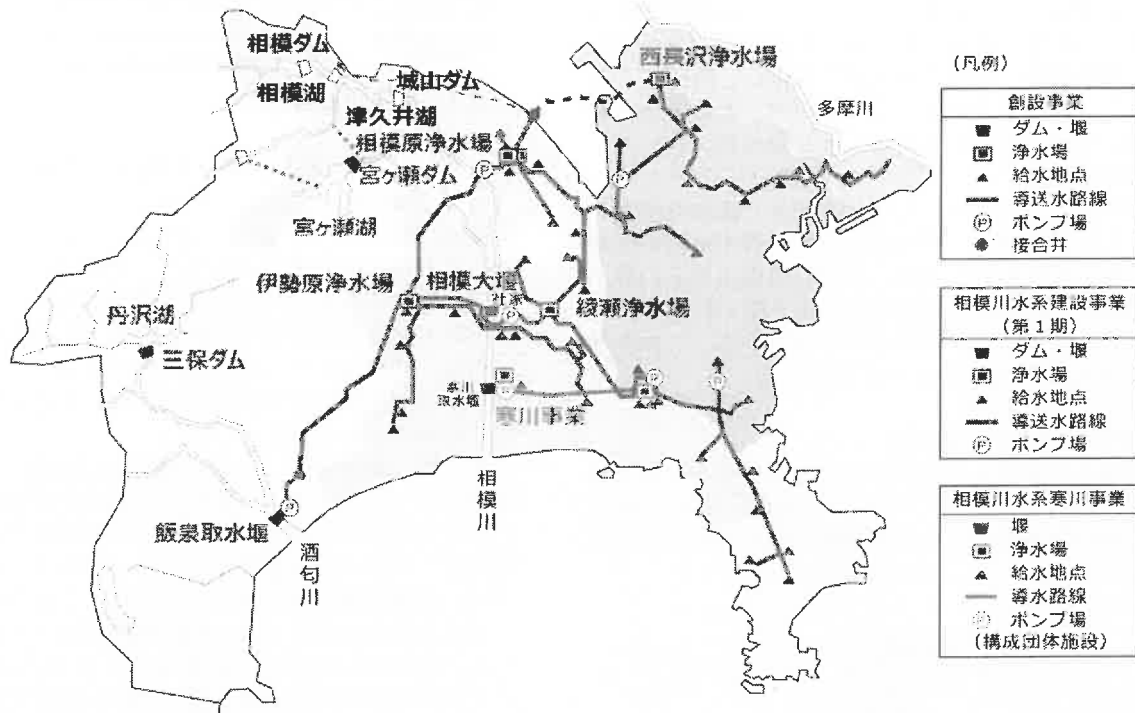 相模ダム
相模湖
城山ダム
津久井湖
相模原浄水場
宮ヶ瀬ダム
宮ヶ瀬湖
西長沢浄水場
多摩川
伊勢原浄水場
相模大堰
社家
綾瀬浄水場
丹沢湖
三保ダム
寒川
取水堰
寒川事業
相模川
飯泉取水堰
酒匂川
(凡例)
創設事業
ダム・堰
浄水場
給水地点
導送水路線
P ポンプ場
接合井
相模川水系建設事業
(第1期)
ダム・堰
浄水場
給水地点
導送水路線
P ポンプ場
相模川水系寒川事業
堰
浄水場
給水地点
導水路線
P ポンプ場
(構成団体施設)
P
P
P
P
P
P